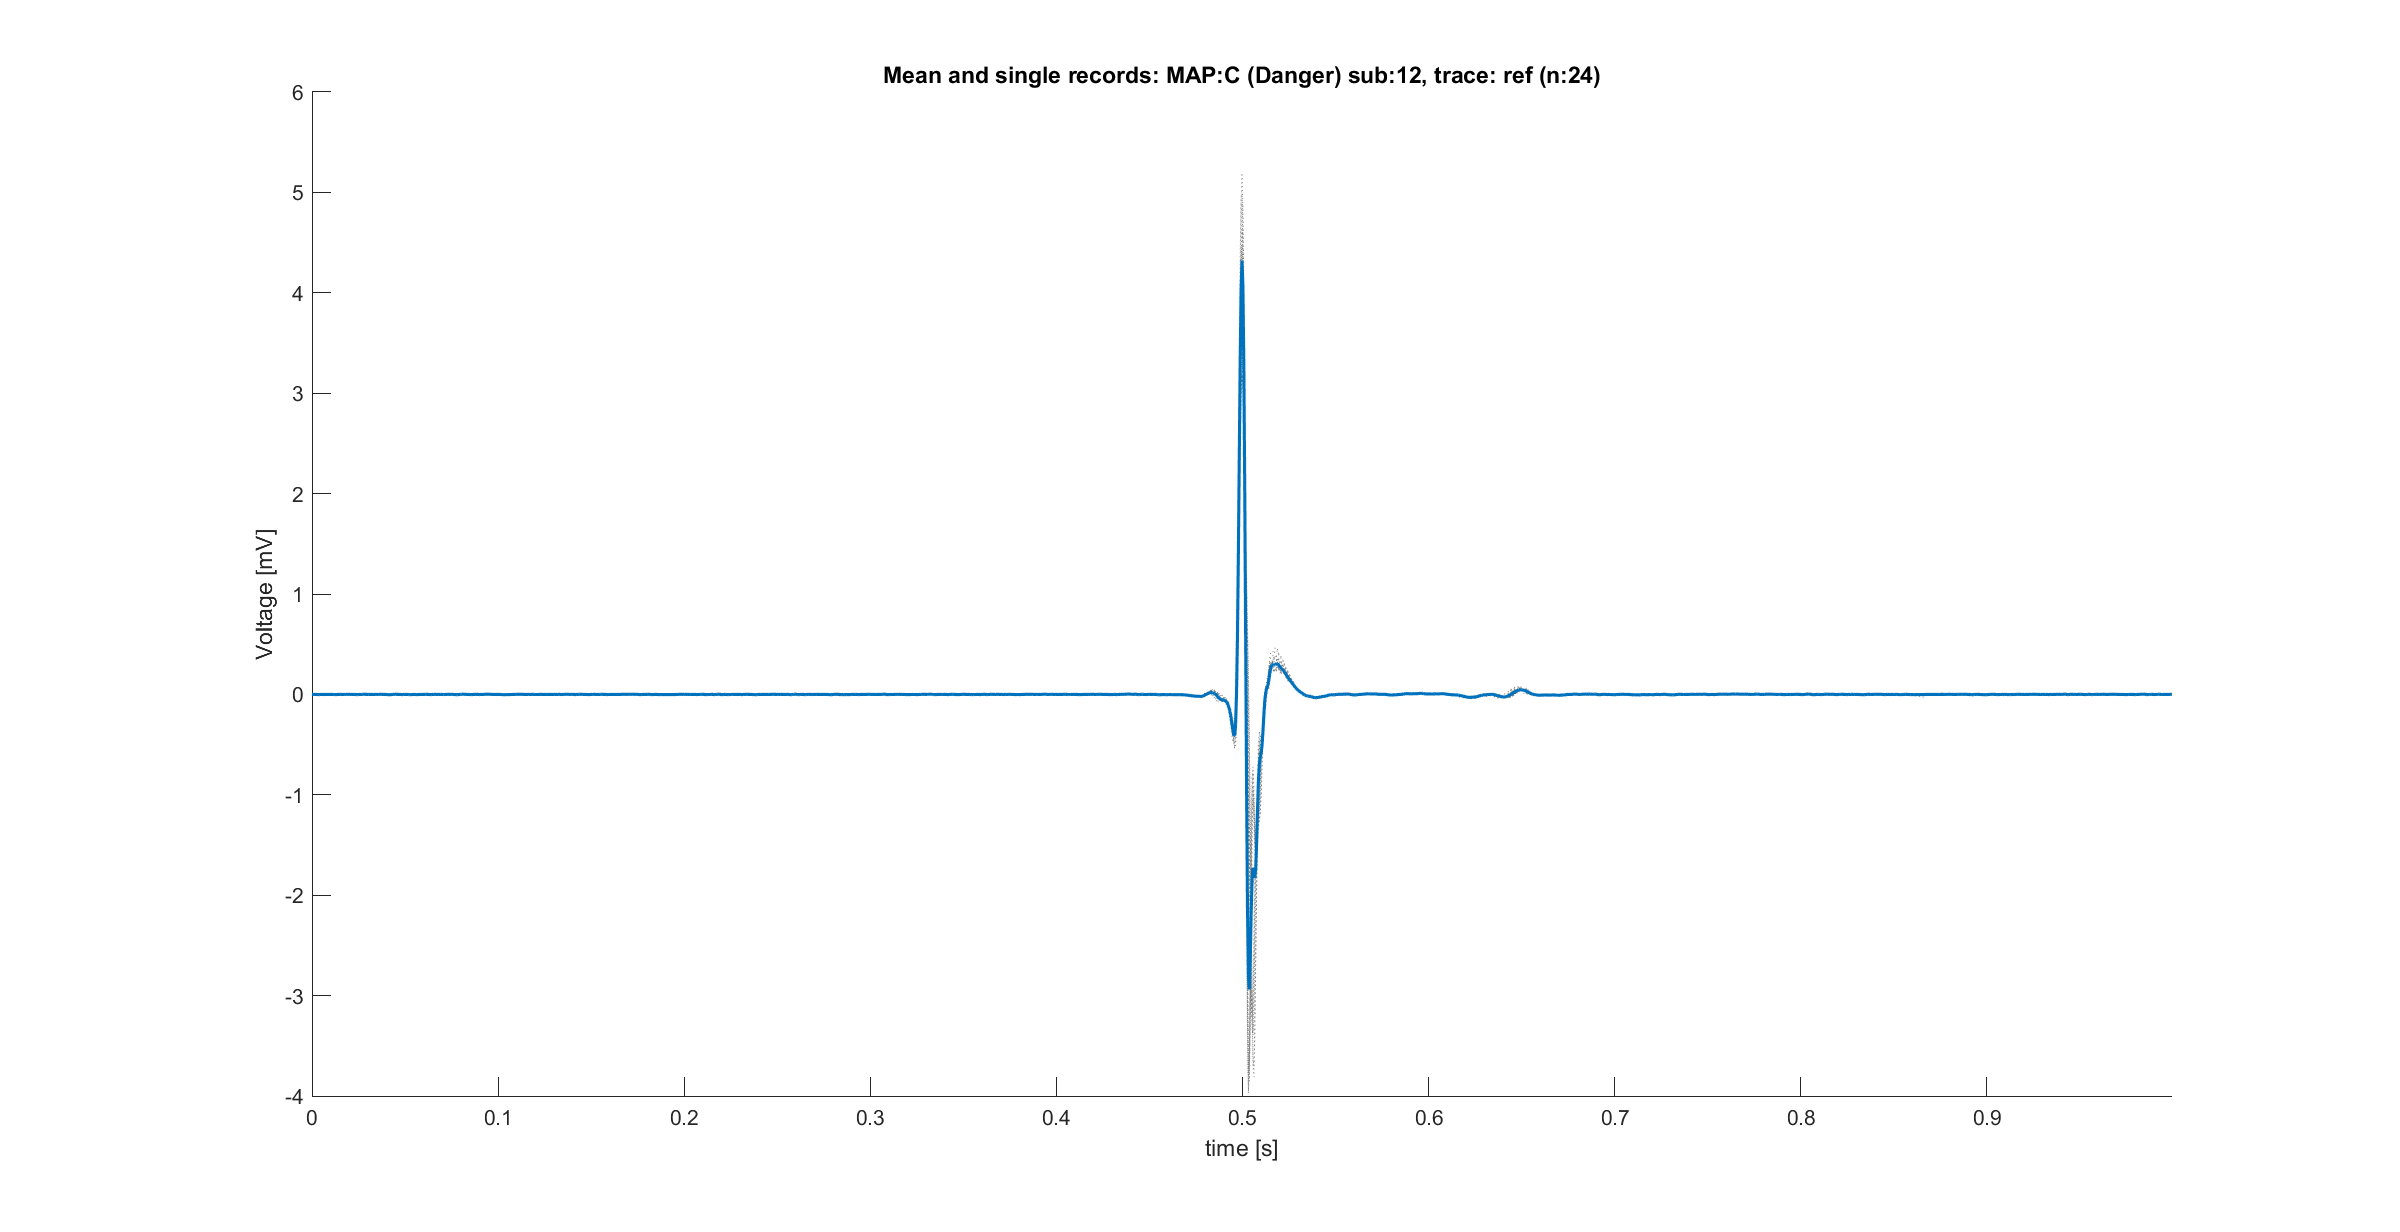 Mean and single records: MAP:C (Danger) sub:12, trace: ref (n:24)
6
5
4
3
2
1
0
-1
-2
-3
-4
Voltage [mV]
0 0.1 0.2 0.3 0.4 0.5 0.6 0.7 0.8 0.9
time [s]